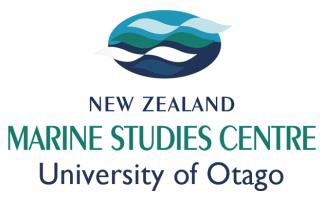 NEW ZEALAND
MARINE STUDIES CENTRE
University of Otago